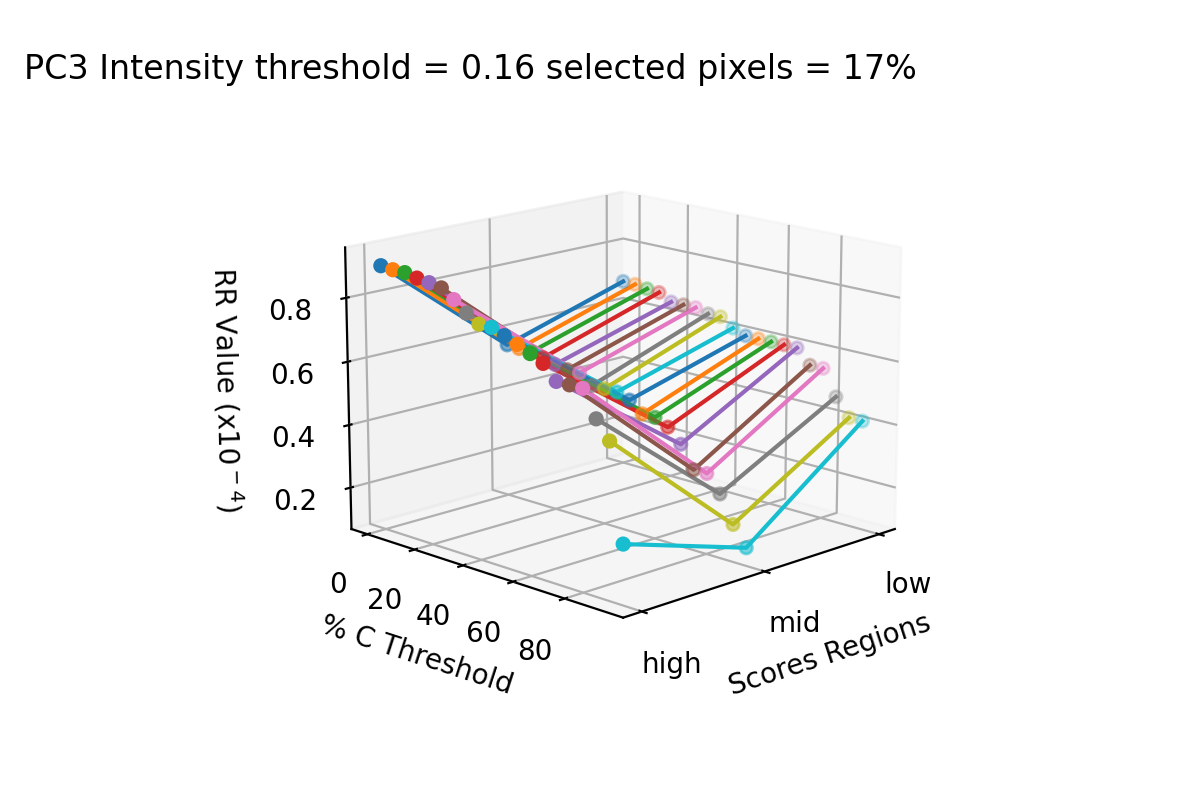 PC3 Intensity threshold = 0.16 selected pixels = 17%
RR Value (x10⁻⁴)
0.8
0.6
0.4
0.2
0
20
40
60
80
% C Threshold
high
mid
low
Scores Regions